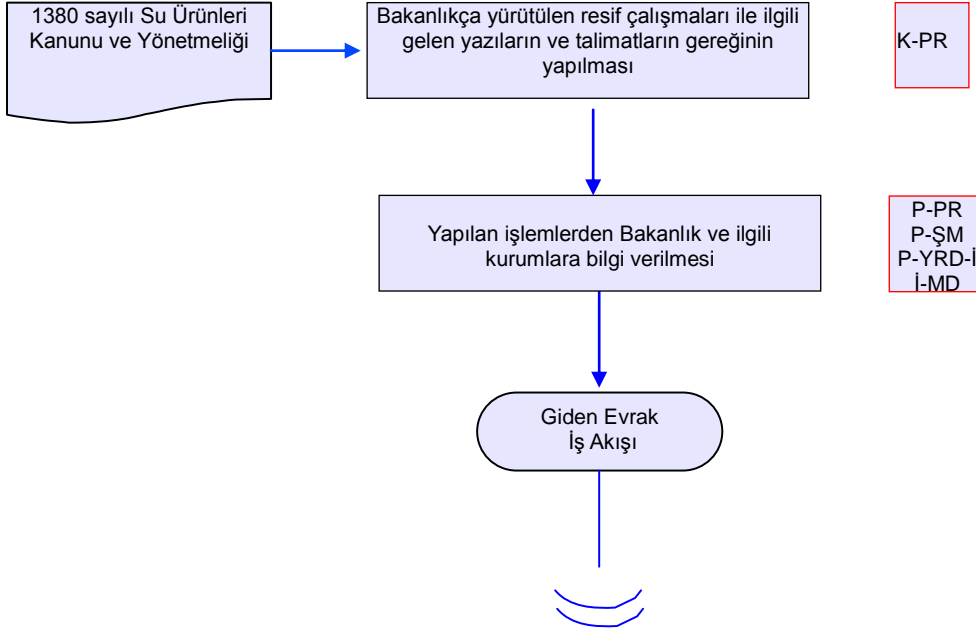 1380 sayılı Su Ürünleri
Kanunu ve Yönetmeliği
Bakanlıkça yürütülen resif çalışmaları ile ilgili
gelen yazıların ve talimatların gereğinin
yapılması
K-PR
Yapılan işlemlerden Bakanlık ve ilgili
kurumlara bilgi verilmesi
P-PR
P-ŞM
P-YRD-İ
İ-MD
Giden Evrak
İş Akışı